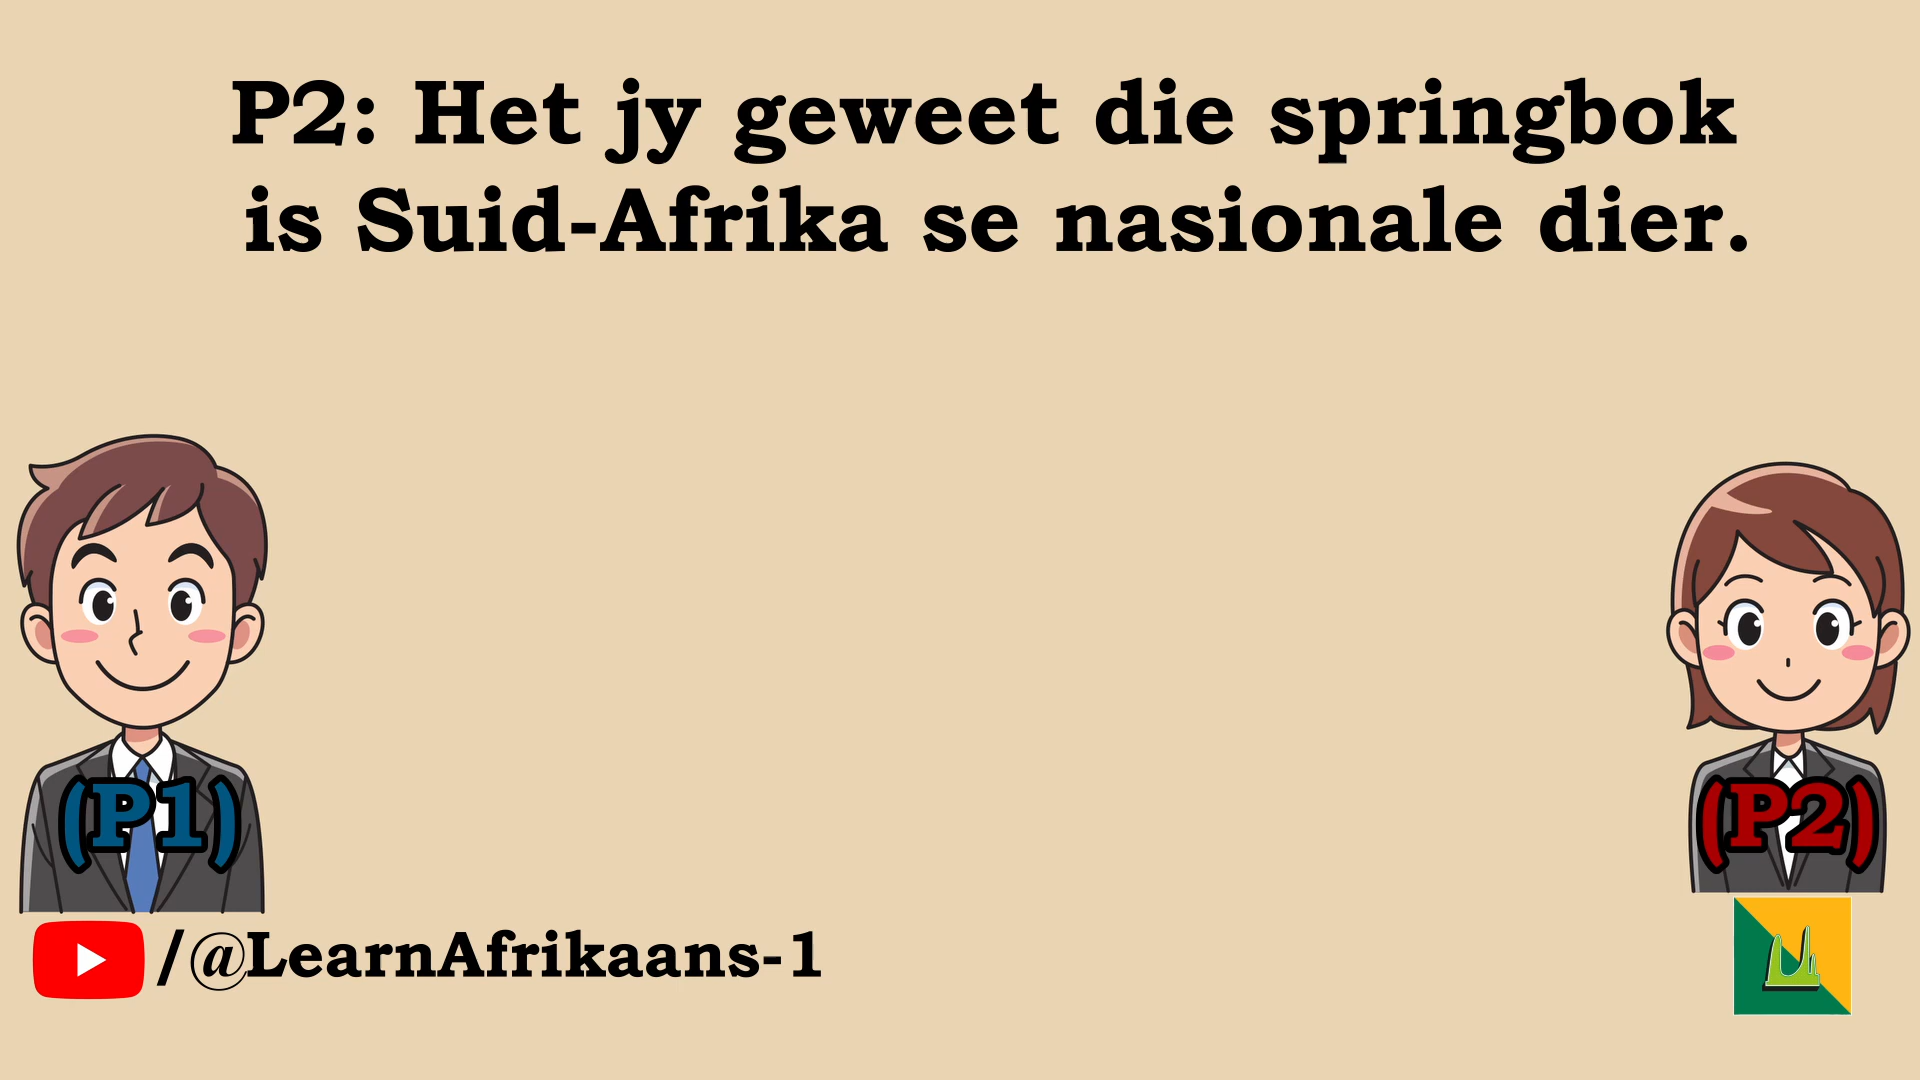 P2: Het jy geweet die springbok
is Suid-Afrika se nasionale dier.
(P1)
(P2)
/@LearnAfrikaans-1